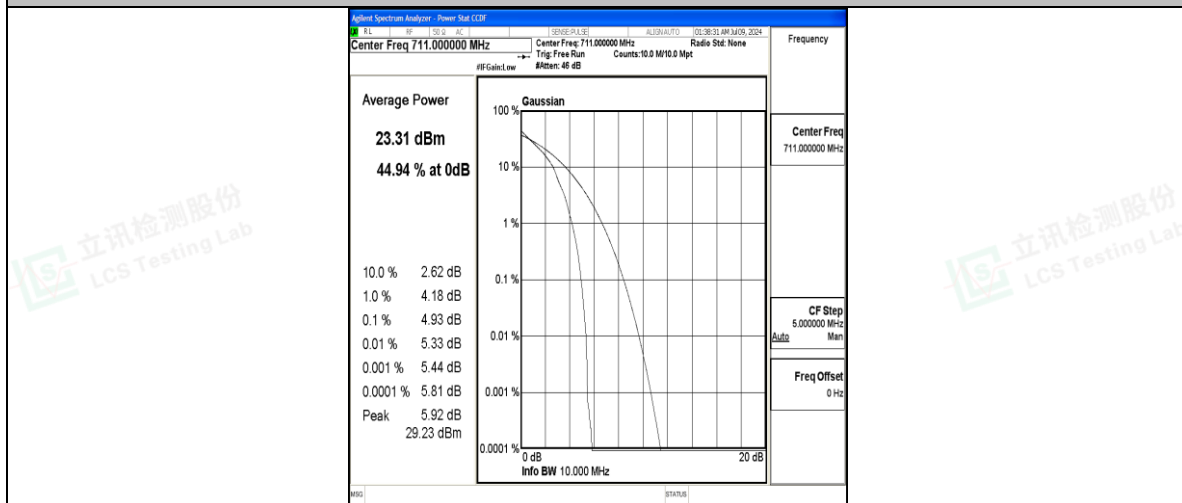 Agilent Spectrum Analyzer - Power Stat CCDF
RL RF 50 Ω AC SENSE:PULSE ALIGNAUTO 01:38:31 AM Jul 09, 2024
Center Freq 711.000000 MHz
Center Freq: 711.000000 MHz Radio Std: None
Trig: Free Run Counts:10.0 M/10.0 Mpt
#IFGain:Low #Atten: 46 dB
Frequency
Average Power
23.31 dBm
44.94 % at 0dB
10.0 % 2.62 dB
1.0 % 4.18 dB
0.1 % 4.93 dB
0.01 % 5.33 dB
0.001 % 5.44 dB
0.0001 % 5.81 dB
Peak 5.92 dB
29.23 dBm
Gaussian
100 %
10 %
1 %
0.1 %
0.01 %
0.001 %
0.0001 %
0 dB 20 dB
Info BW 10.000 MHz
Center Freq
711.000000 MHz
CF Step
5.000000 MHz
Auto Man
Freq Offset
0 Hz
MSG STATUS
立讯检测股份
LCS Testing Lab
立讯检测股份
LCS Testing Lab